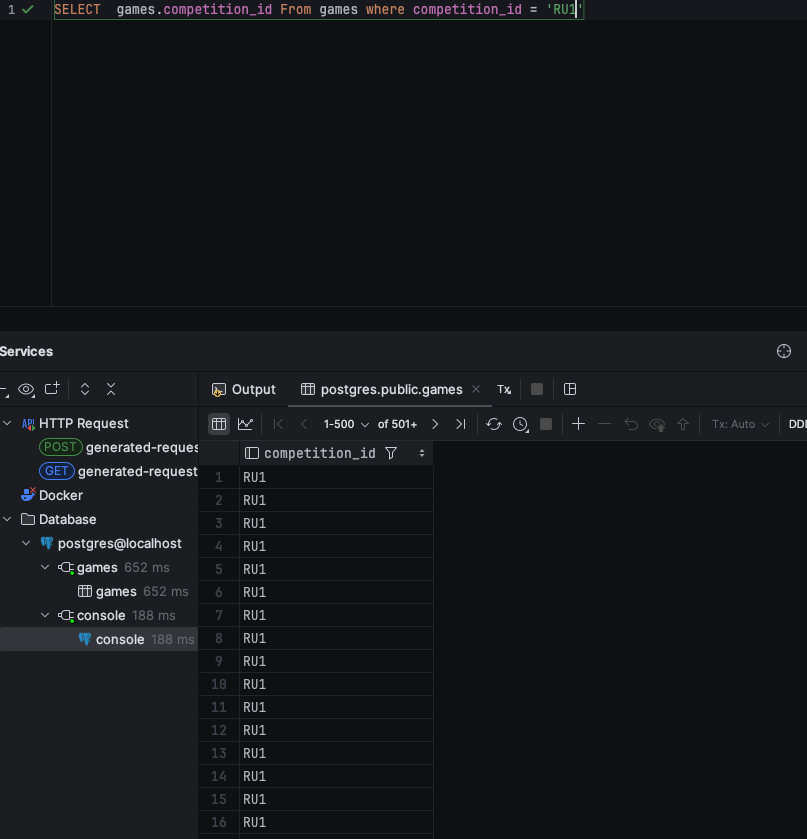 1 SELECT games.competition_id From games where competition_id = 'RU1'
Services
Output postgres.public.games Tx
1-500 of 501+ Tx: Auto DDL
HTTP Request
POST generated-reques
GET generated-request
Docker
Database
postgres@localhost
games 652 ms
games 652 ms
console 188 ms
console 188 ms
competition_id
1 RU1
2 RU1
3 RU1
4 RU1
5 RU1
6 RU1
7 RU1
8 RU1
9 RU1
10 RU1
11 RU1
12 RU1
13 RU1
14 RU1
15 RU1
16 RU1